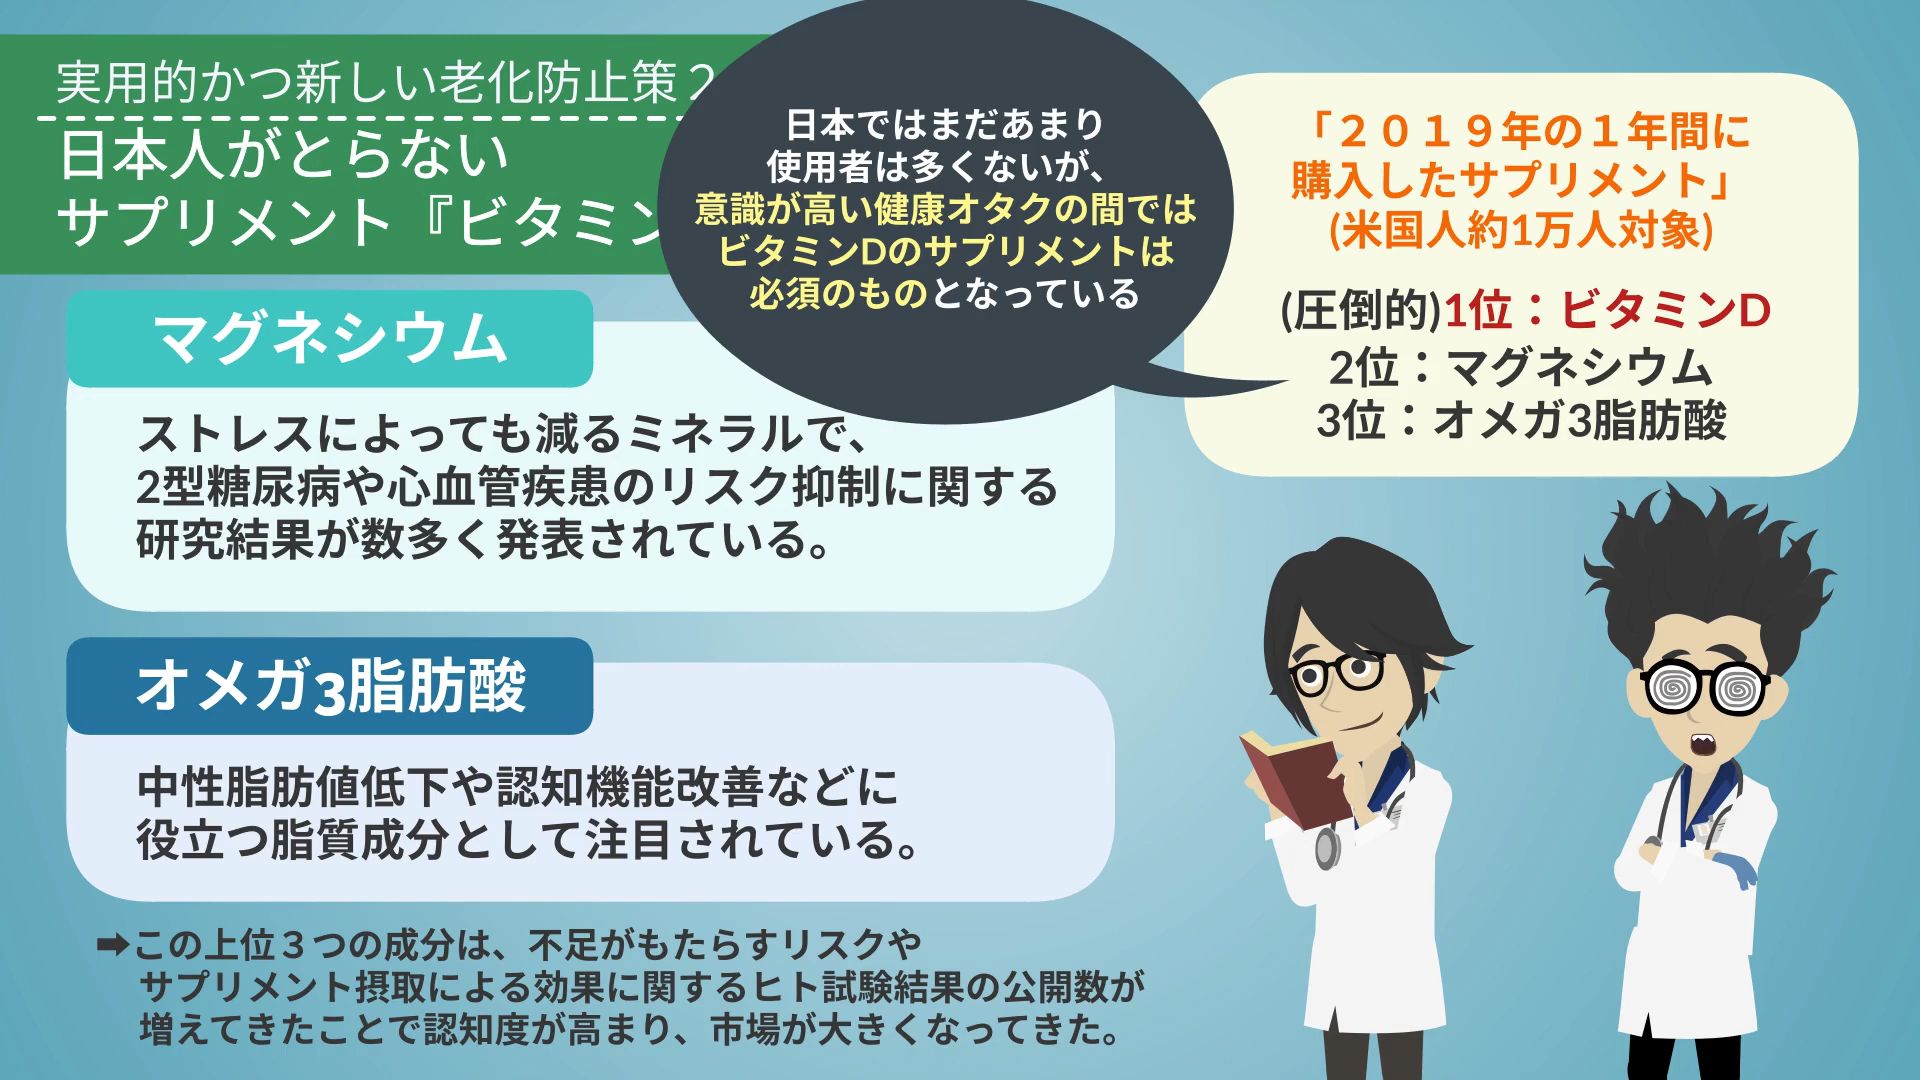 実用的かつ新しい老化防止策２
日本人がとらない
サプリメント『ビタミン
日本ではまだあまり
使用者は多くないが、
意識が高い健康オタクの間では
ビタミンDのサプリメントは
必須のものとなっている
「２０１９年の１年間に
購入したサプリメント」
(米国人約1万人対象)
(圧倒的)1位：ビタミンD
2位：マグネシウム
3位：オメガ3脂肪酸
マグネシウム
ストレスによっても減るミネラルで、
2型糖尿病や心血管疾患のリスク抑制に関する
研究結果が数多く発表されている。
オメガ3脂肪酸
中性脂肪値低下や認知機能改善などに
役立つ脂質成分として注目されている。
➡この上位３つの成分は、不足がもたらすリスクや
サプリメント摂取による効果に関するヒト試験結果の公開数が
増えてきたことで認知度が高まり、市場が大きくなってきた。